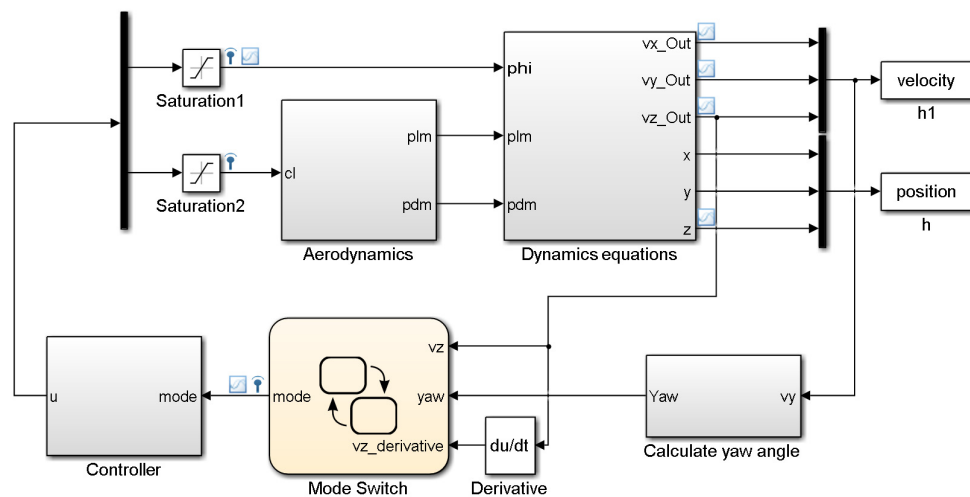 vx_Out
phi
vy_Out
velocity
Saturation1
h1
vz_Out
plm
plm
x
cl
Saturation2
y
position
pdm
pdm
h
z
Aerodynamics
Dynamics equations
vz
u
mode
mode
yaw
Yaw
vy
vz_derivative
du/dt
Calculate yaw angle
Controller
Mode Switch
Derivative